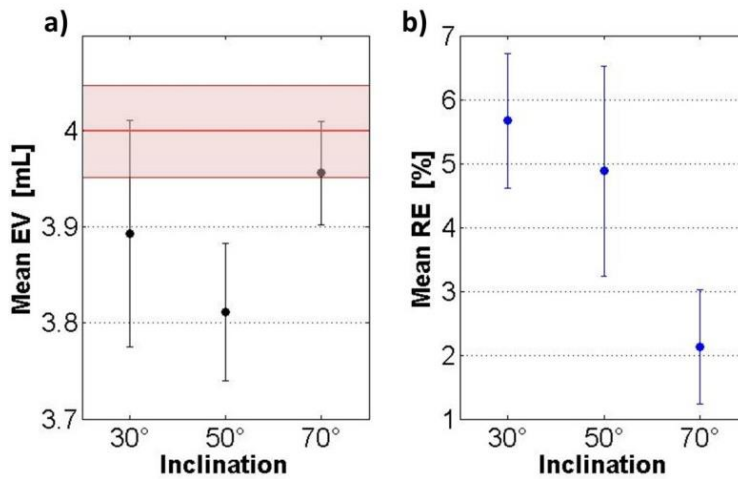 a)
Mean EV [mL]
4
3.9
3.8
3.7
30° 50° 70°
Inclination
b)
Mean RE [%]
7
6
5
4
3
2
1
30° 50° 70°
Inclination